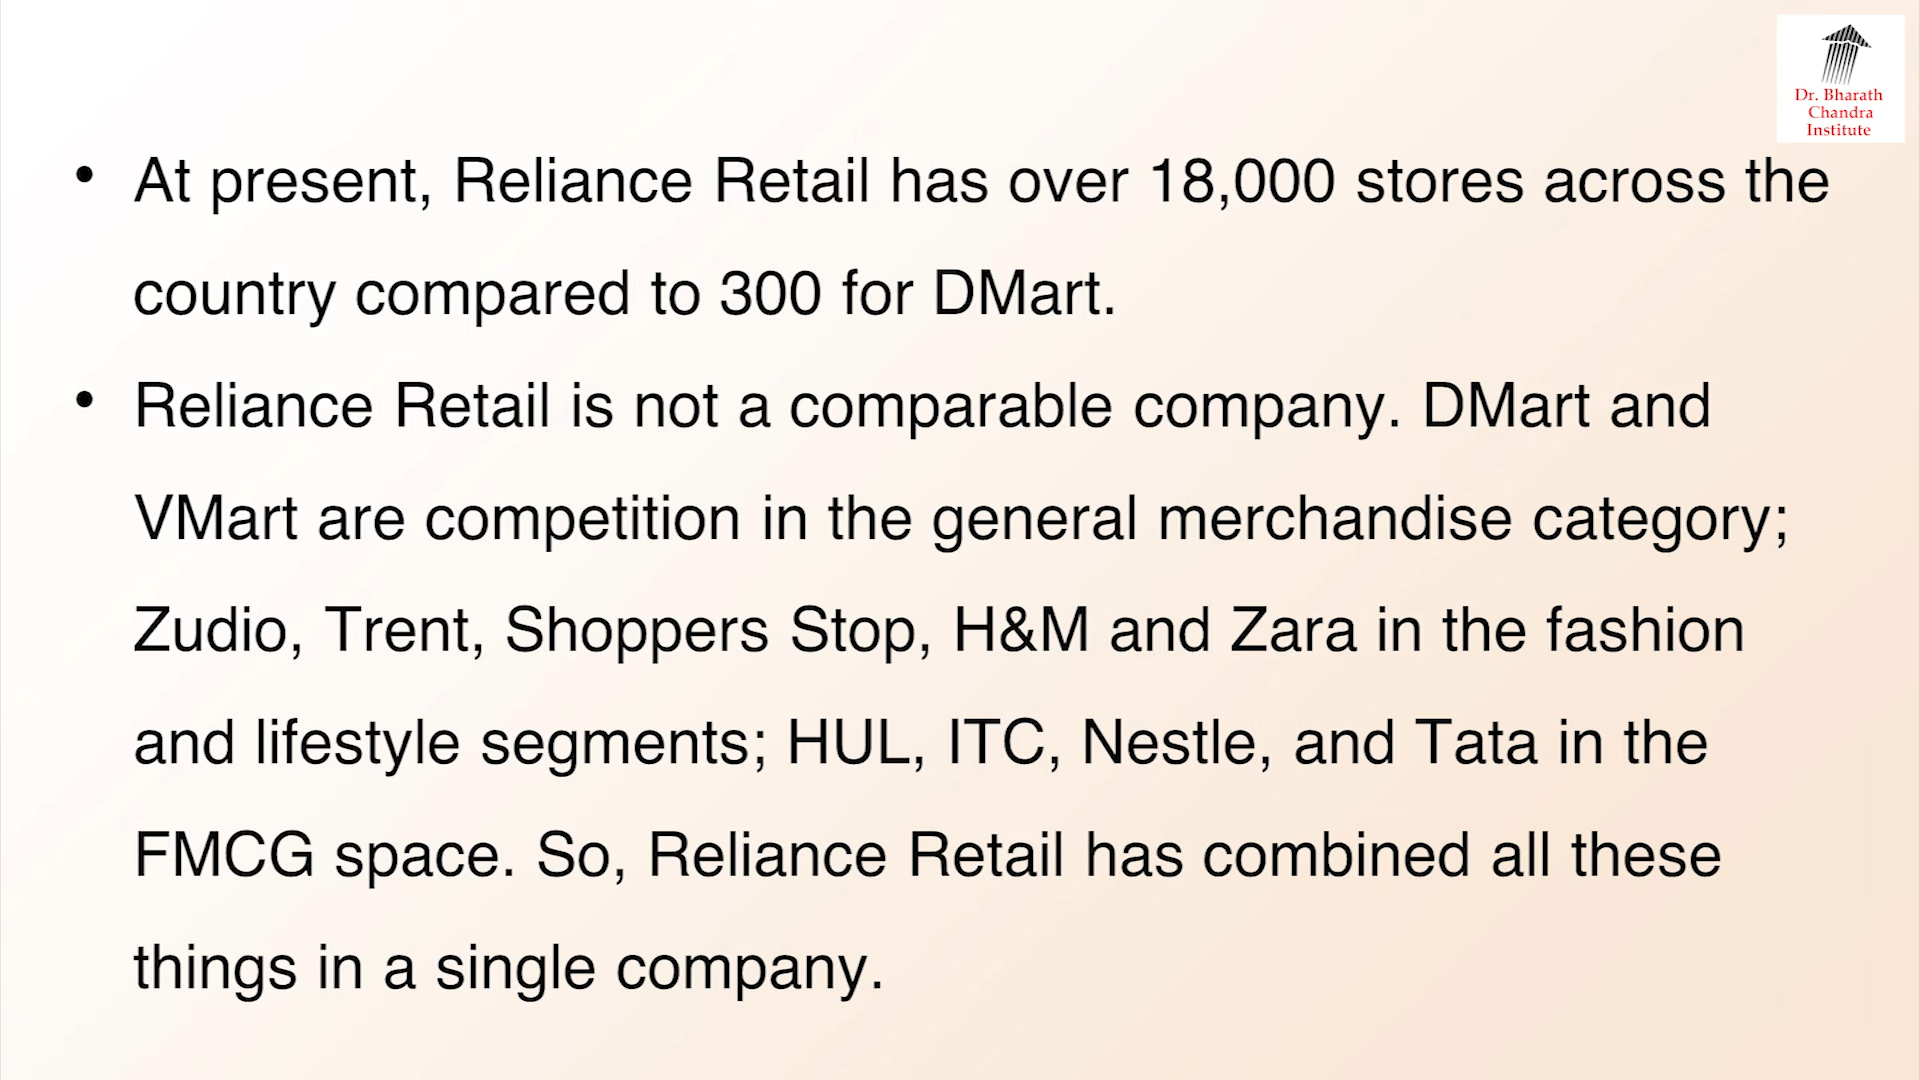 Dr. Bharath
Chandra
Institute
• At present, Reliance Retail has over 18,000 stores across the
country compared to 300 for DMart.
• Reliance Retail is not a comparable company. DMart and
VMart are competition in the general merchandise category;
Zudio, Trent, Shoppers Stop, H&M and Zara in the fashion
and lifestyle segments; HUL, ITC, Nestle, and Tata in the
FMCG space. So, Reliance Retail has combined all these
things in a single company.